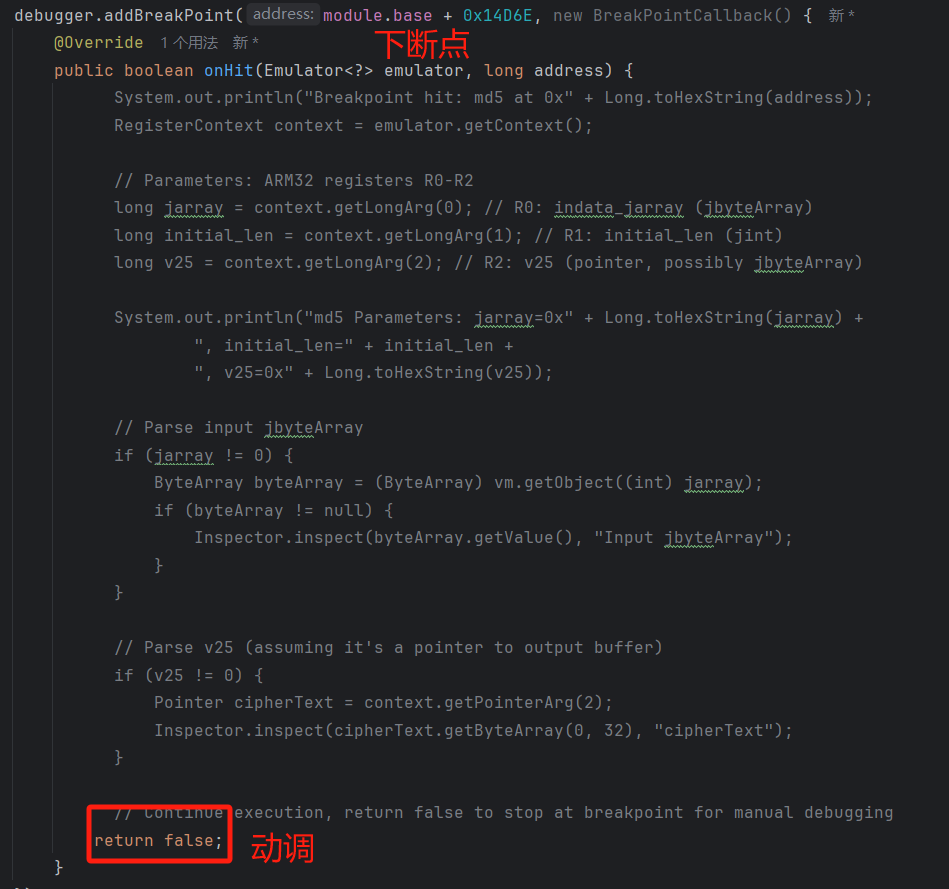 debugger.addBreakPoint( address: module.base + 0x14D6E, new BreakPointCallback() { 新 *
@Override 1 个用法 新 *
下断点
public boolean onHit(Emulator<?> emulator, long address) {
System.out.println("Breakpoint hit: md5 at 0x" + Long.toHexString(address));
RegisterContext context = emulator.getContext();
// Parameters: ARM32 registers R0-R2
long jarray = context.getLongArg(0); // R0: indata_jarray (jbyteArray)
long initial_len = context.getLongArg(1); // R1: initial_len (jint)
long v25 = context.getLongArg(2); // R2: v25 (pointer, possibly jbyteArray)
System.out.println("md5 Parameters: jarray=0x" + Long.toHexString(jarray) +
", initial_len=" + initial_len +
", v25=0x" + Long.toHexString(v25));
// Parse input jbyteArray
if (jarray != 0) {
ByteArray byteArray = (ByteArray) vm.getObject((int) jarray);
if (byteArray != null) {
Inspector.inspect(byteArray.getValue(), "Input jbyteArray");
}
}
// Parse v25 (assuming it's a pointer to output buffer)
if (v25 != 0) {
Pointer cipherText = context.getPointerArg(2);
Inspector.inspect(cipherText.getByteArray(0, 32), "cipherText");
}
// Continue execution, return false to stop at breakpoint for manual debugging
return false; 动调
}